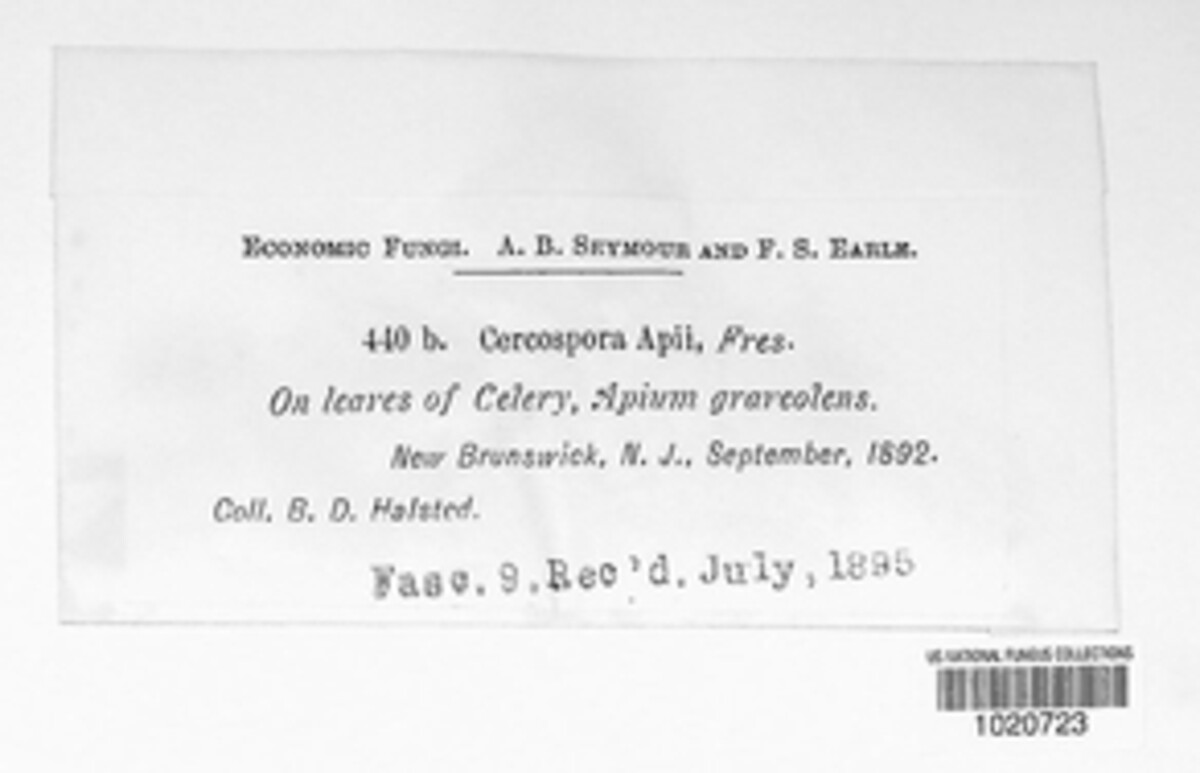 Economic Fungi. A. B. Seymour and F. S. Earle.
440 b. Cercospora Apii, Fres.
On leaves of Celery, Apium graveolens.
New Brunswick, N. J., September, 1892.
Coll. B. D. Halsted.
Fasc. 9. Rec'd. July, 1895
US NATIONAL FUNGUS COLLECTIONS
1020723